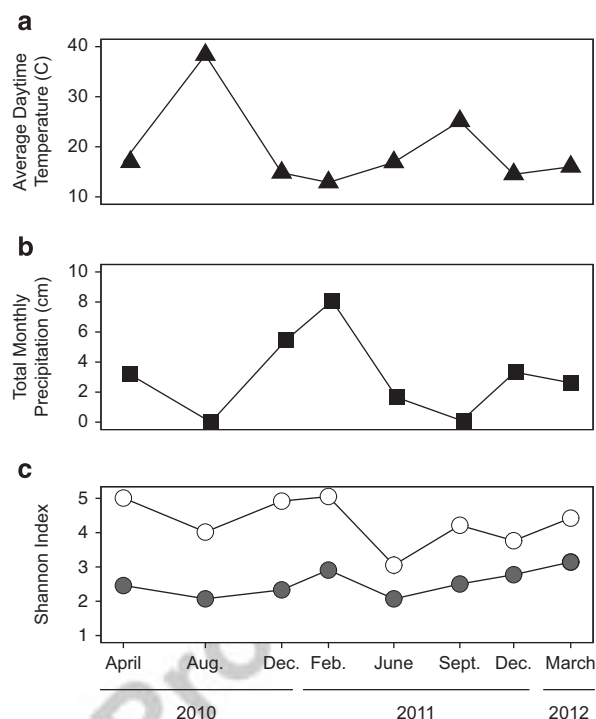 a
Average Daytime
Temperature (C)
40
30
20
10
b
Total Monthly
Precipitation (cm)
10
8
6
4
2
0
c
Shannon Index
5
4
3
2
1
April Aug. Dec. Feb. June Sept. Dec. March
2010 2011 2012
Pro